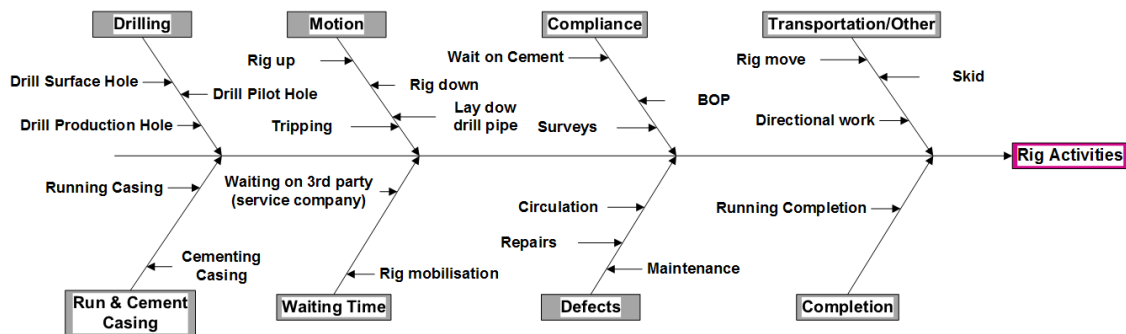 Drilling
Motion
Compliance
Transportation/Other
Rig up
Wait on Cement
Rig move
Drill Surface Hole
Rig down
Skid
Drill Pilot Hole
BOP
Lay dow
drill pipe
Drill Production Hole
Tripping
Surveys
Directional work
Rig Activities
Running Casing
Waiting on 3rd party
(service company)
Circulation
Running Completion
Repairs
Cementing
Casing
Rig mobilisation
Maintenance
Run & Cement
Casing
Waiting Time
Defects
Completion